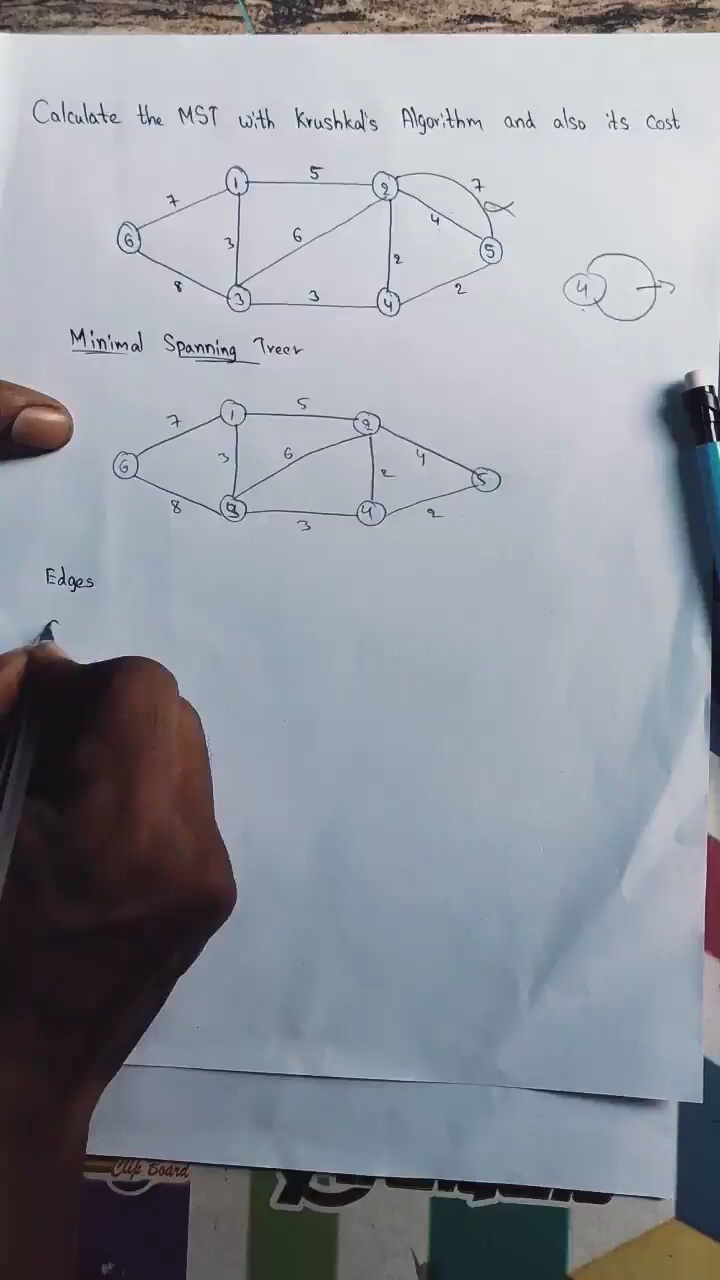 Calculate the MST with Krushkal's Algorithm and also its cost
1 5 2 7
7 4
6 3 6 2 5
8 3 3 4 2
4
Minimal Spanning Treer
1 5 2
7 3 6 4
6 2 5
8 3 3 4 2
Edges
Clip Board